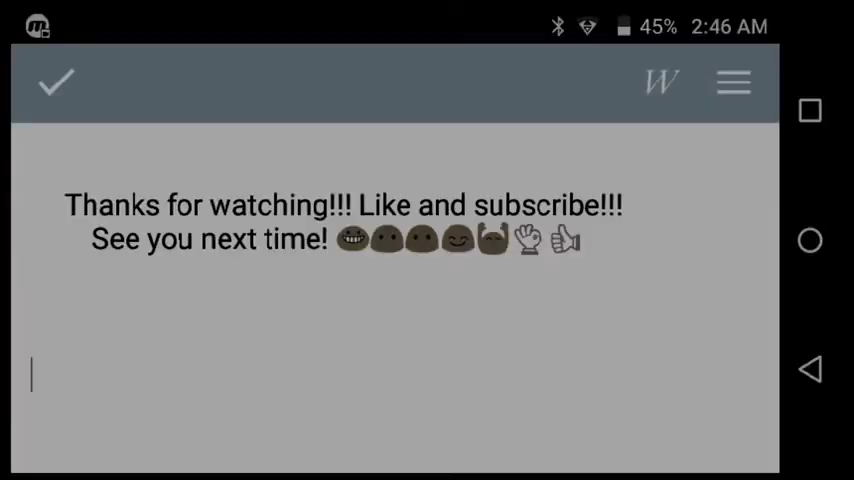 45% 2:46 AM
W
Thanks for watching!!! Like and subscribe!!!
See you next time! 😁😶😶😊🙌👌👍